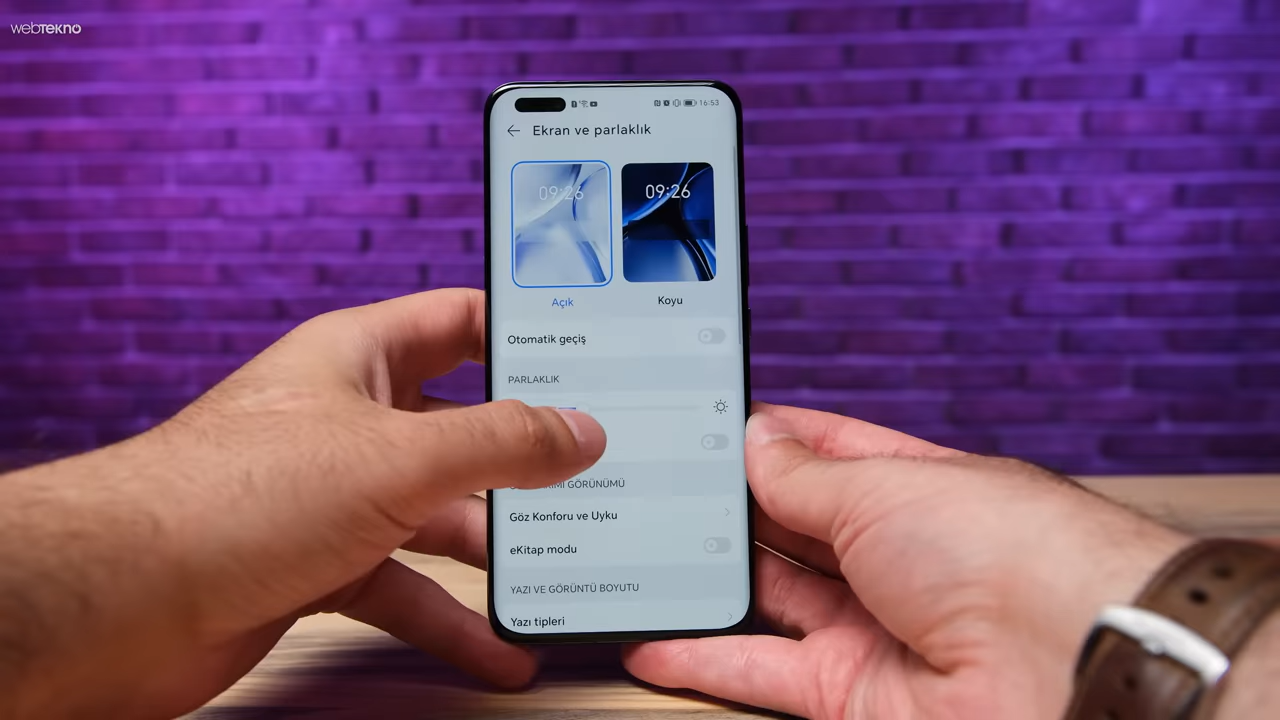 webtekno
16:53
Ekran ve parlaklık
09:26
09:26
Açık
Koyu
Otomatik geçiş
PARLAKLIK
GÖRÜNÜMÜ
Göz Konforu ve Uyku
eKitap modu
YAZI VE GÖRÜNTÜ BOYUTU
Yazı tipleri